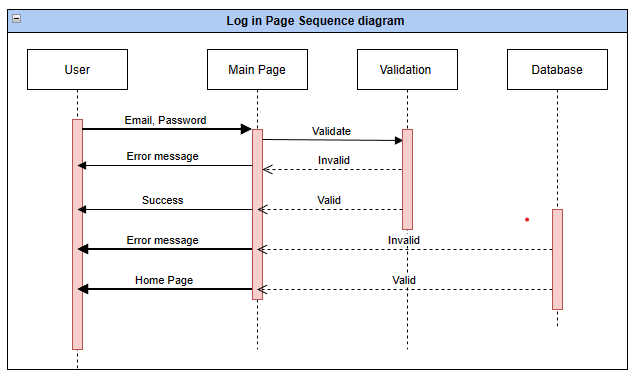 Log in Page Sequence diagram
User
Main Page
Validation
Database
Email, Password
Validate
Error message
Invalid
Success
Valid
Error message
Invalid
Home Page
Valid